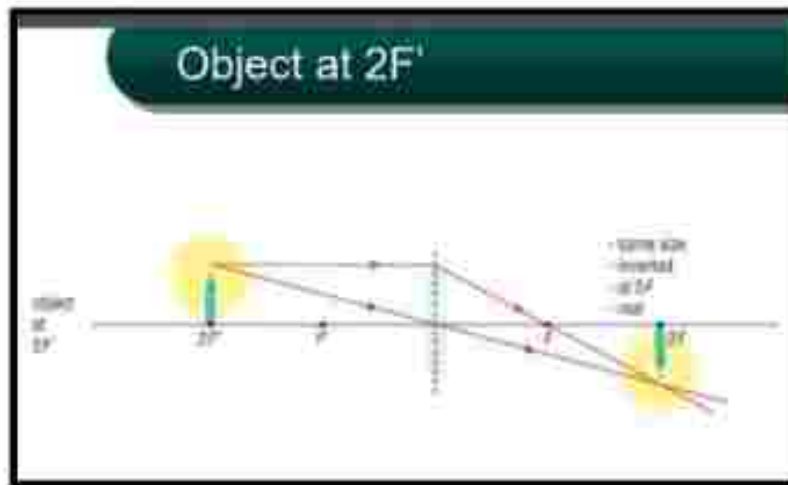 Object at 2F'
- same size
- inverted
- at 2F
- real
object
at
2F'
2F'
F'
F
2F